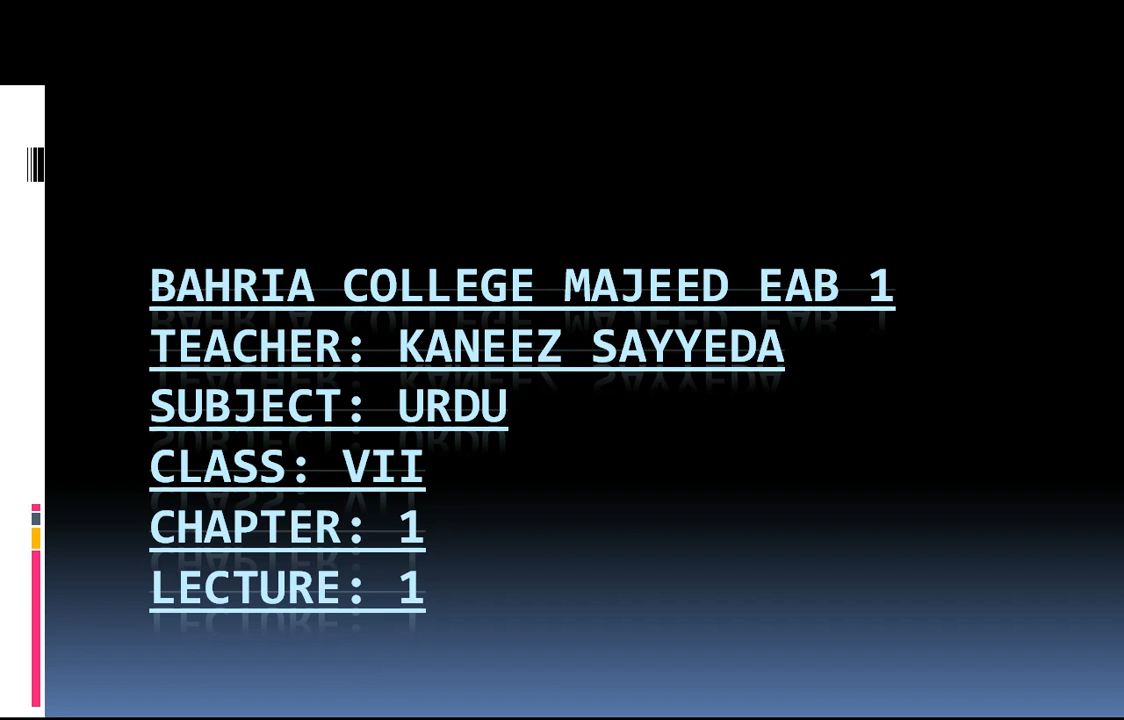 BAHRIA COLLEGE MAJEED EAB 1
TEACHER: KANEEZ SAYYEDA
SUBJECT: URDU
CLASS: VII
CHAPTER: 1
LECTURE: 1